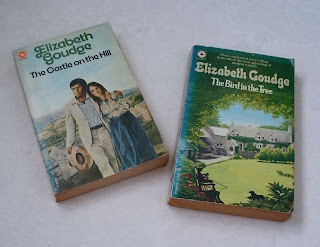 Elizabeth
Goudge
The Castle on the Hill
Elizabeth Goudge
The Bird in the Tree